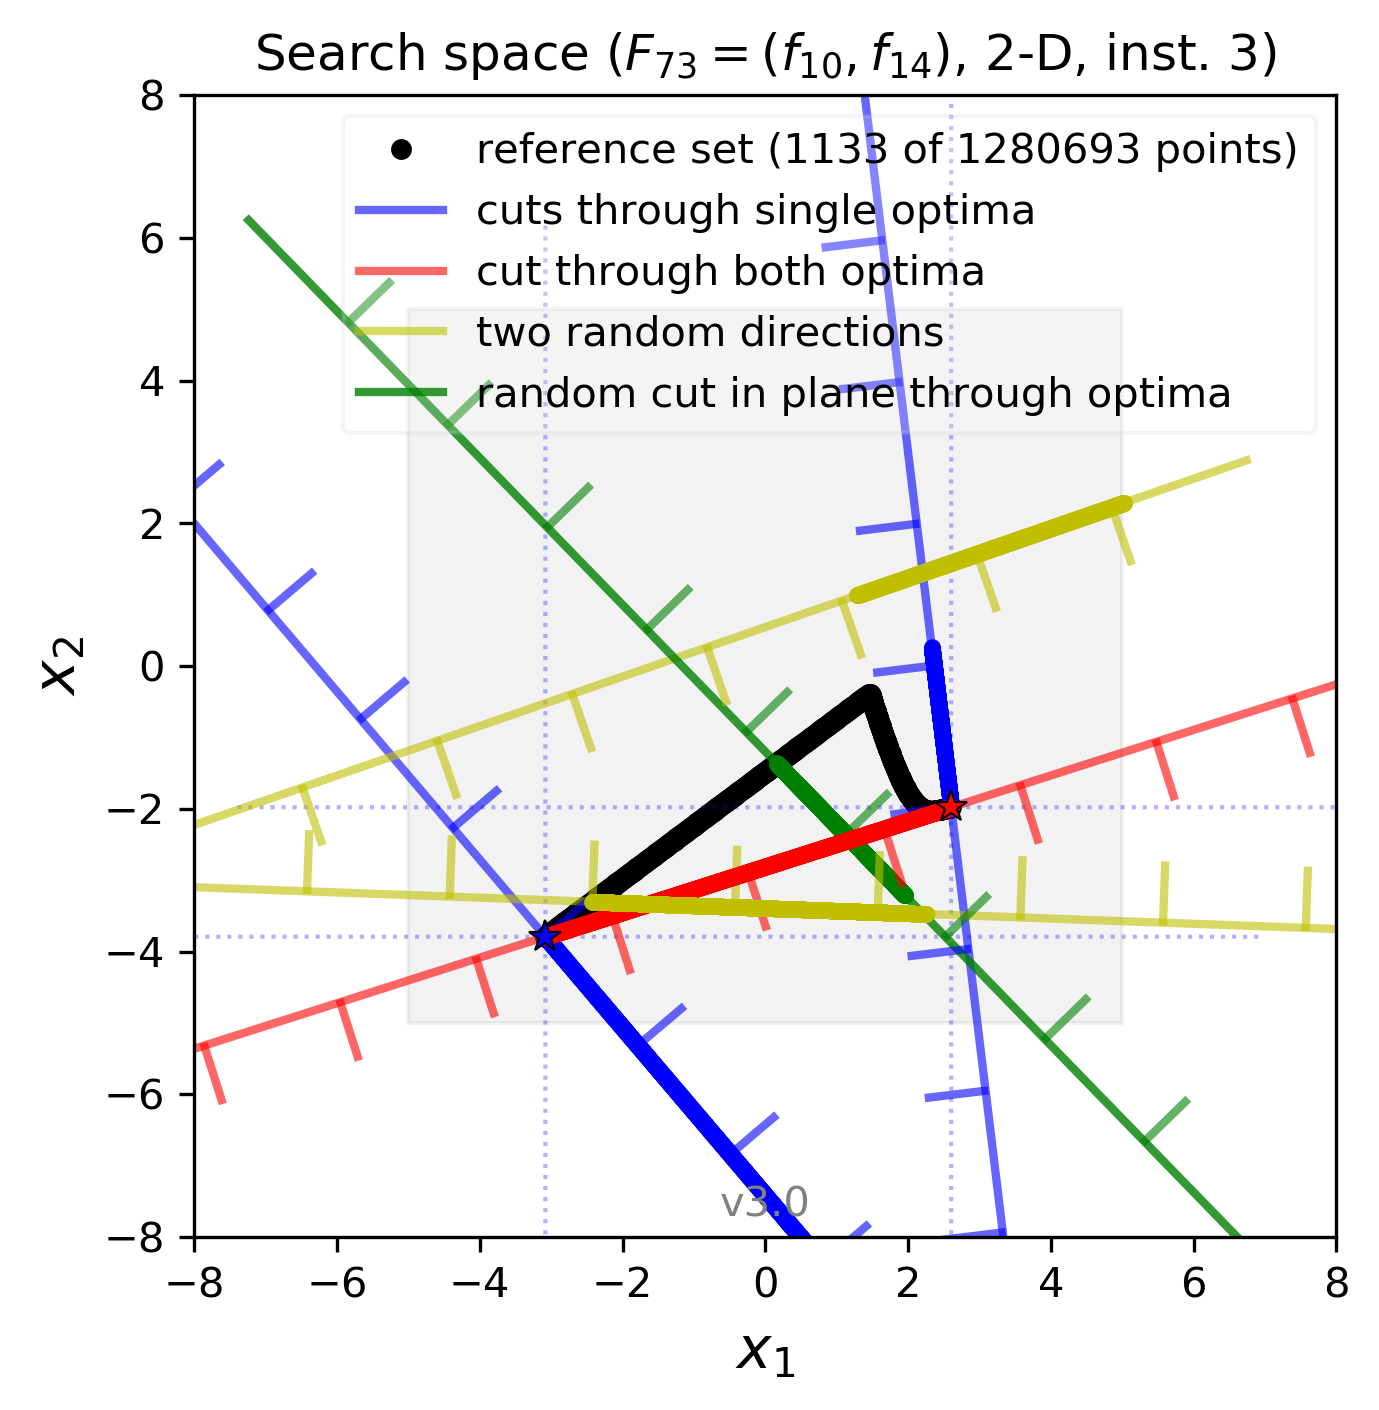 Search space (F₇₃ = (f₁₀, f₁₄), 2-D, inst. 3)
reference set (1133 of 1280693 points)
cuts through single optima
cut through both optima
two random directions
random cut in plane through optima
8
6
4
2
0
−2
−4
−6
−8
x₂
v3.0
−8 −6 −4 −2 0 2 4 6 8
x₁